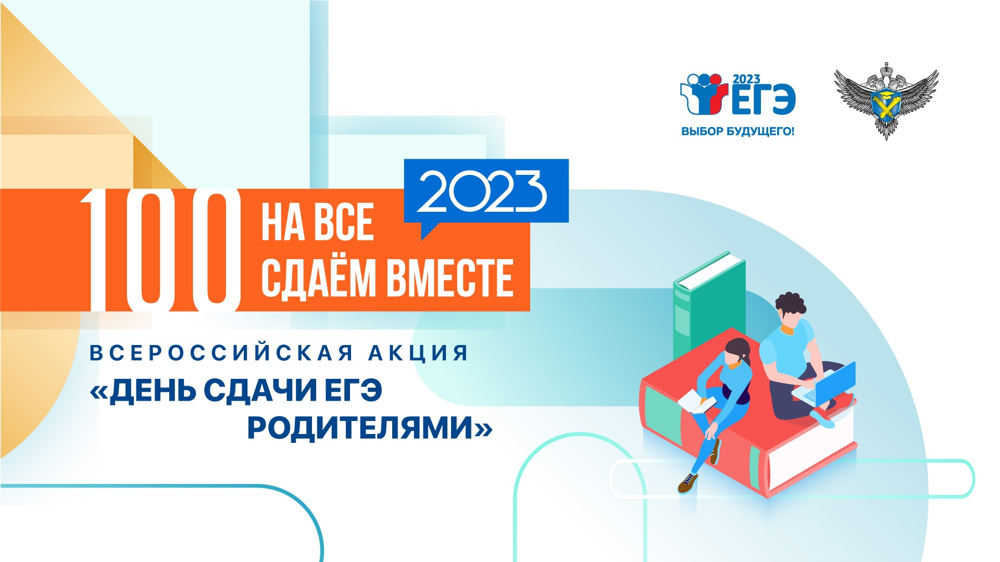 2023
ЕГЭ
ВЫБОР БУДУЩЕГО!
2023
100 НА ВСЕ
СДАЁМ ВМЕСТЕ
ВСЕРОССИЙСКАЯ АКЦИЯ
«ДЕНЬ СДАЧИ ЕГЭ
РОДИТЕЛЯМИ»